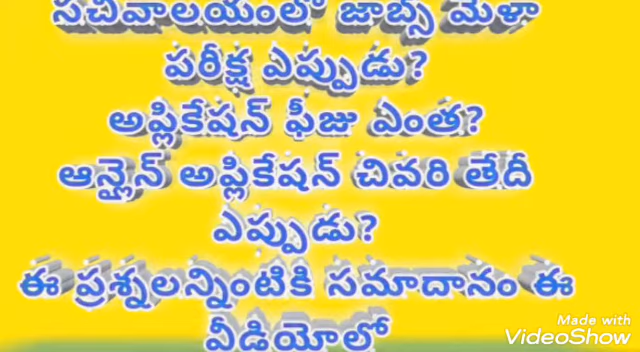 సచివాలయంలో జాబ్స్ మేళా
పరీక్ష ఎప్పుడు?
అప్లికేషన్ ఫీజు ఎంత?
ఆన్లైన్ అప్లికేషన్ చివరి తేదీ
ఎప్పుడు?
ఈ ప్రశ్నలన్నింటికి సమాదానం ఈ
వీడియోలో
Made with
VideoShow